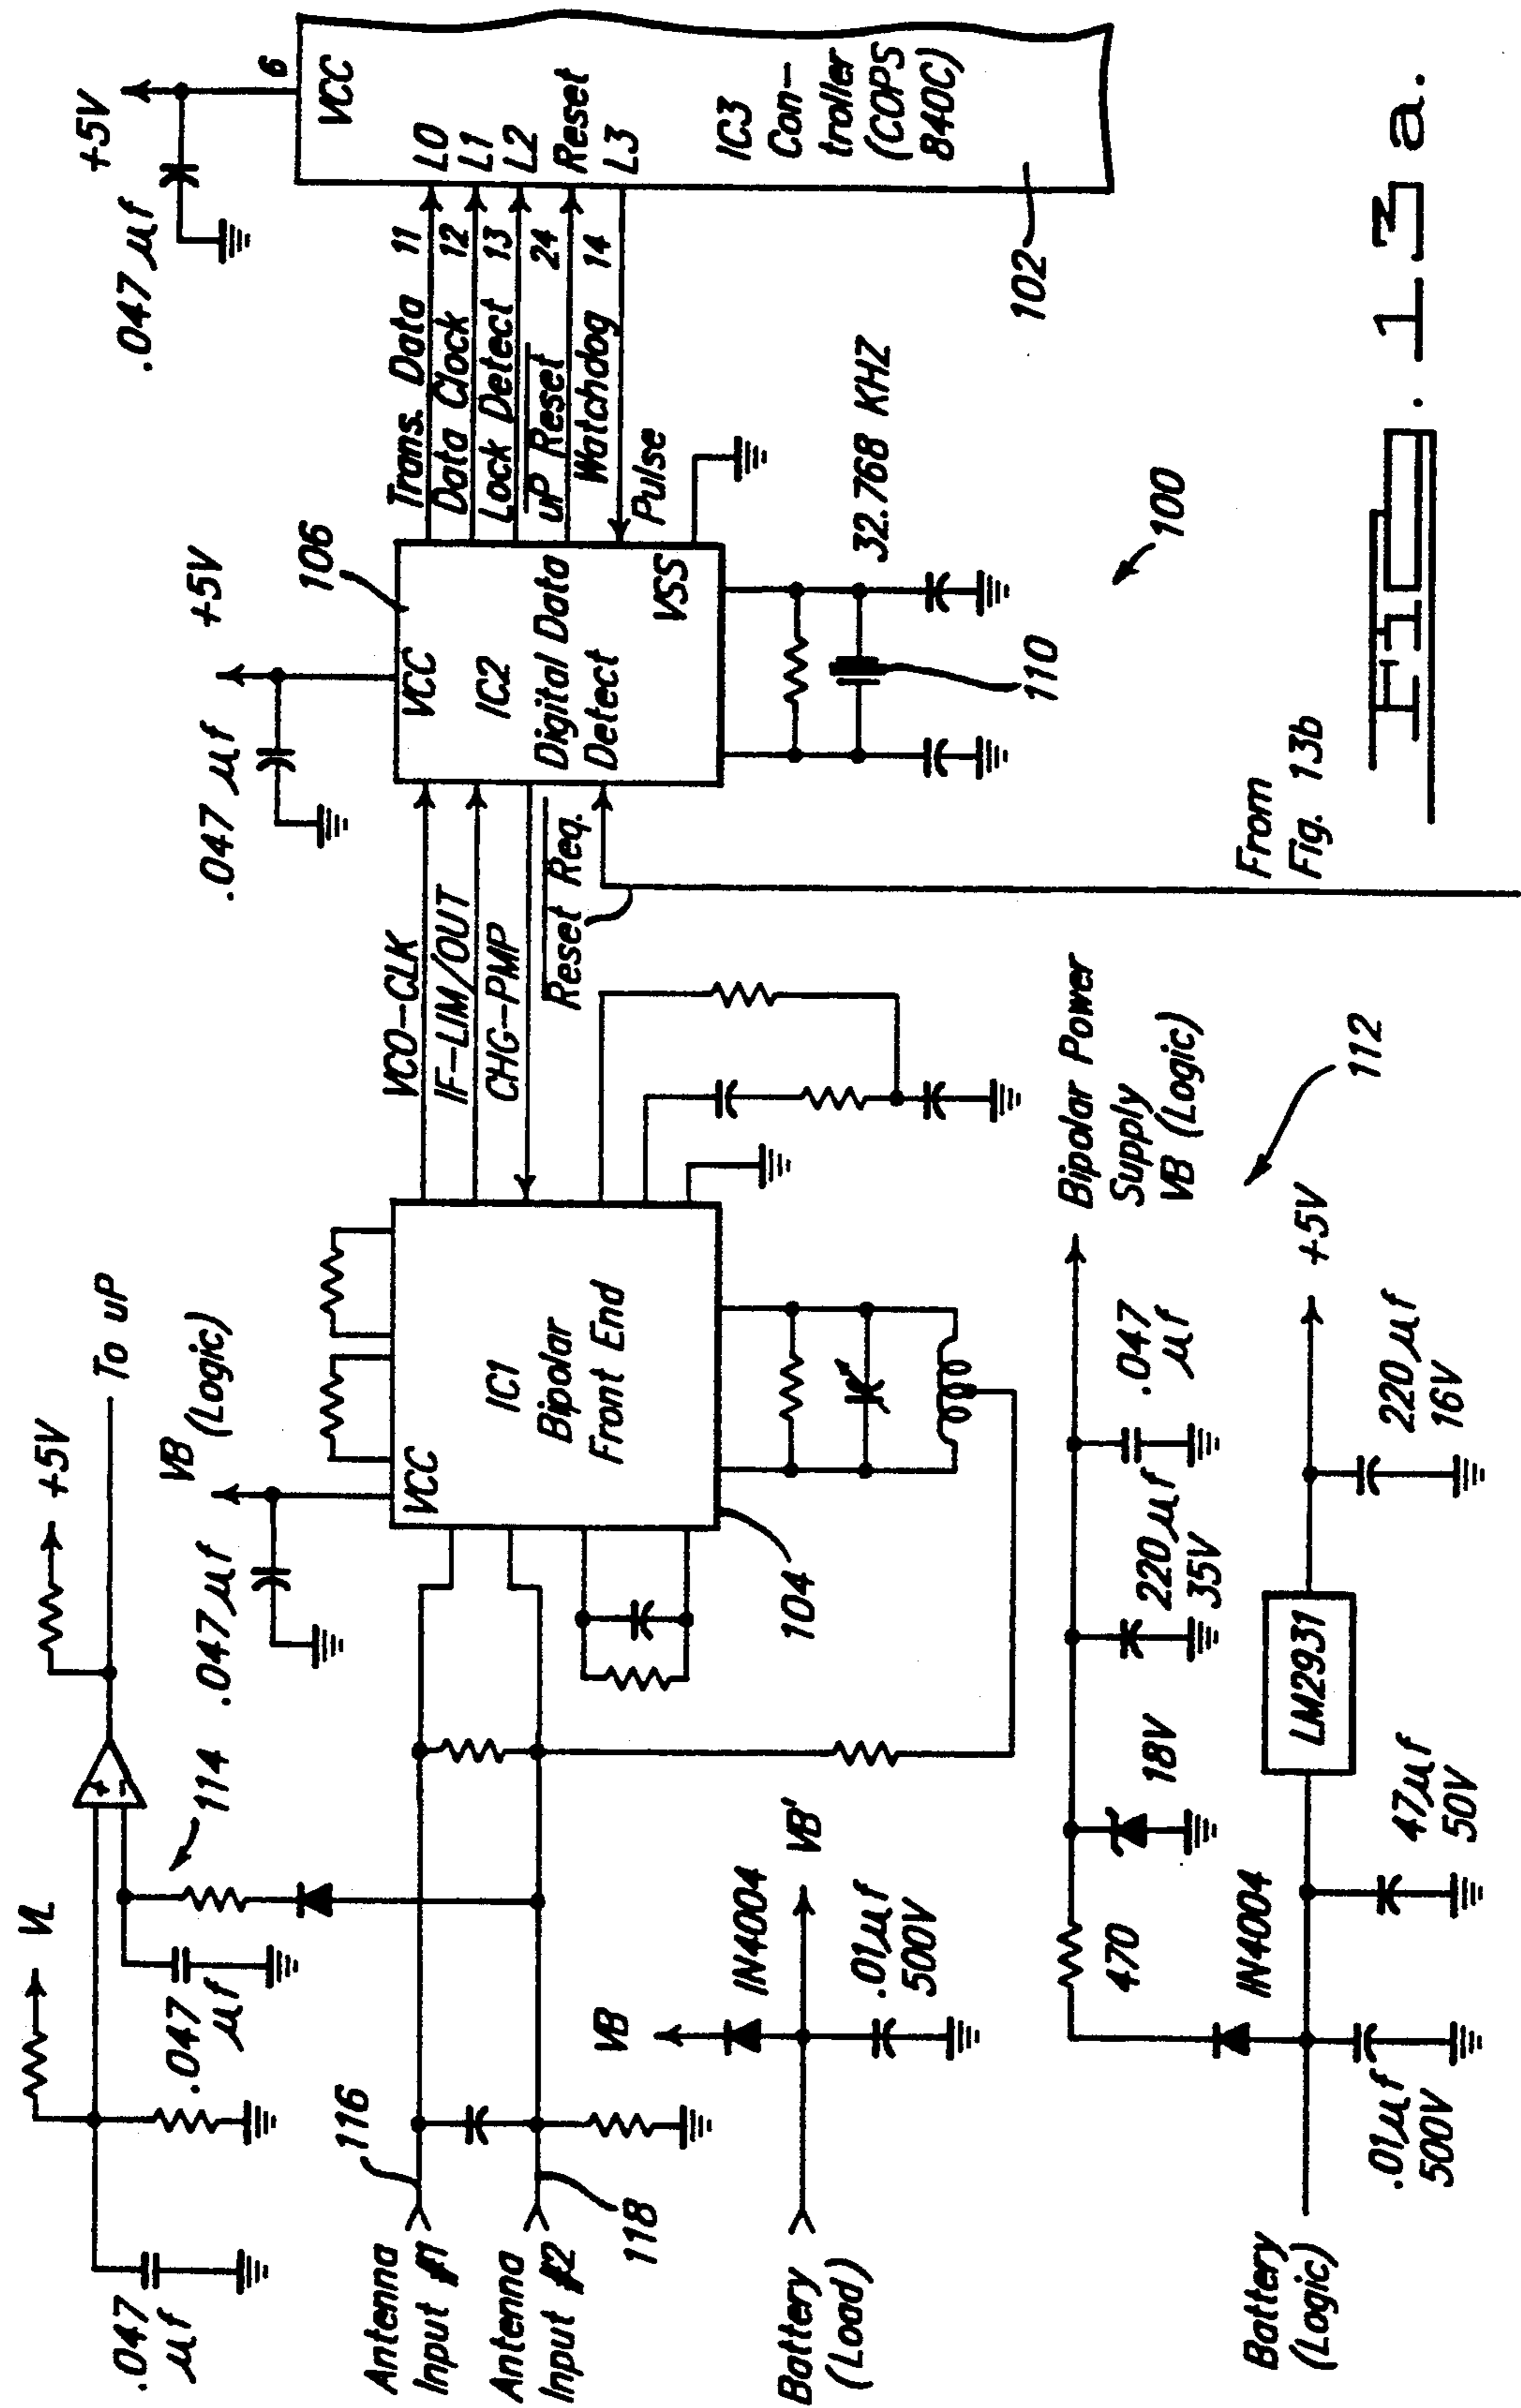 .047
μf
VL
+5V
To uP
114
.047 μf
VB
(Logic)
.047
μf
Antenna
Input #1
116
Antenna
Input #2
118
VCC
IC1
Bipolar
Front End
104
VCO-CLK
IF-LIM/OUT
CHG-PMP
Reset Req.
.047 μf
+5V
106
VCC
IC2
Digital Data
Detect
VSS
32.768 KHZ
110
100
Trans. Data 11
Data Clock 12
Lock Detect 13
uP Reset 24
Watchdog 14
Pulse
.047 μf
+5V
6
VCC
L0
L1
L2
Reset
L3
IC3
Con-
troller
(COPS
840C)
102
Battery
(Load)
VB
IN4004
VB'
.01μf
500V
Battery
(Logic)
.01μf
500V
IN4004
470
18V
220μf
35V
.047
μf
Bipolar Power
Supply
VB (Logic)
112
47μf
50V
LM2931
+5V
220μf
16V
From
Fig. 13b
Fig. 13a.